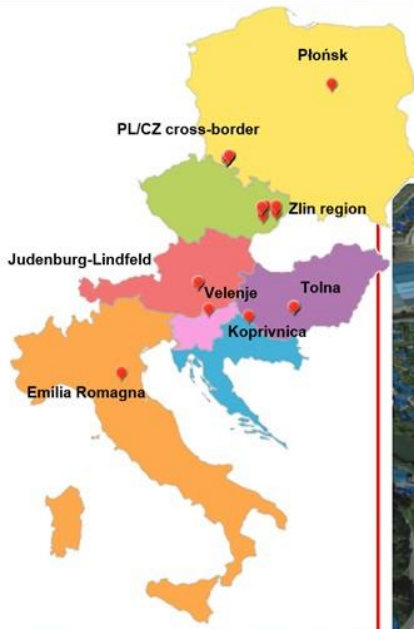 Płońsk
PL/CZ cross-border
Zlin region
Judenburg-Lindfeld
Velenje
Tolna
Koprivnica
Emilia Romagna